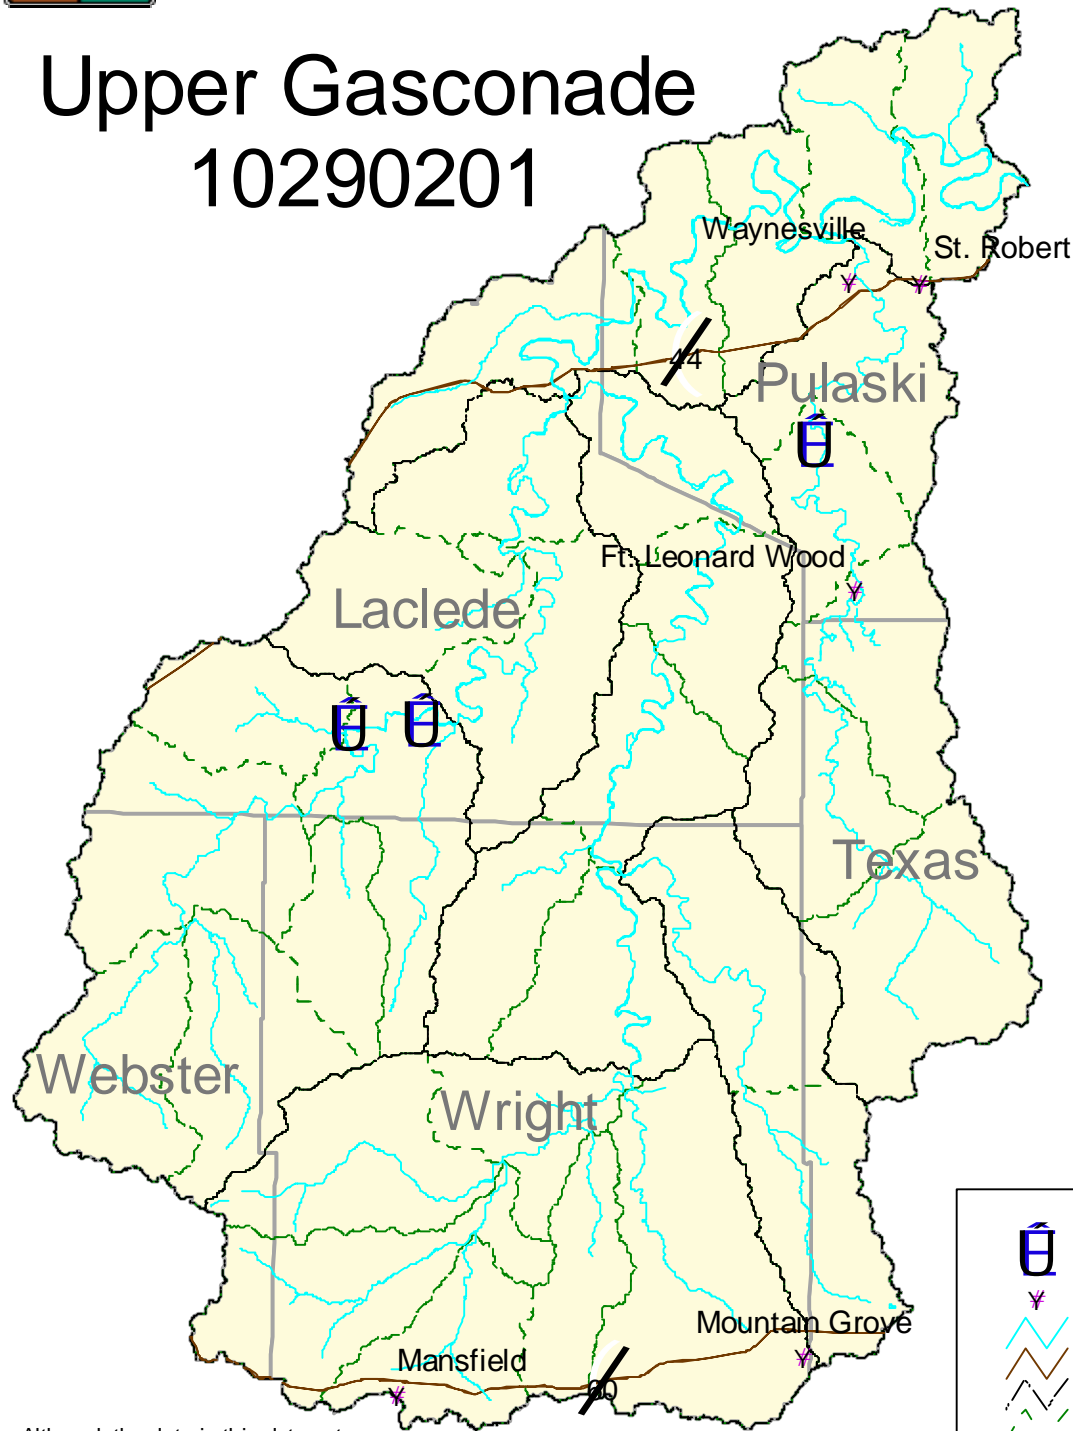 Upper Gasconade
10290201
Waynesville
St. Robert
44
Pulaski
Ft. Leonard Wood
Laclede
Texas
Webster
Wright
Mountain Grove
Mansfield
60